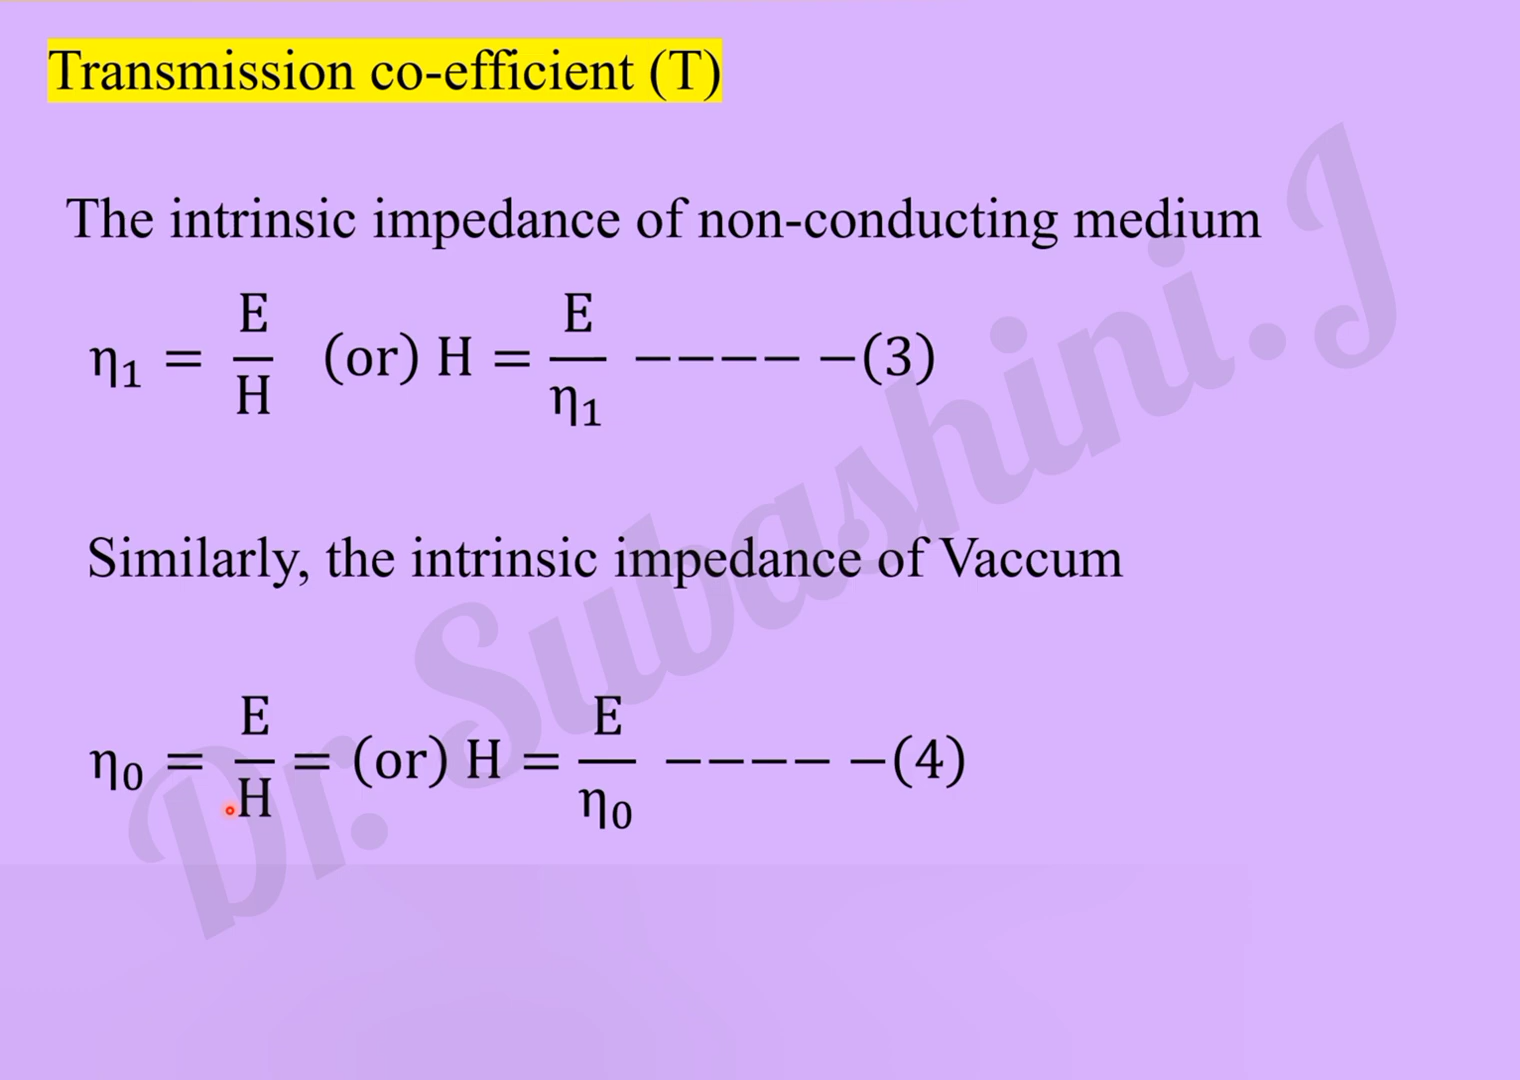 Transmission co-efficient (T)
The intrinsic impedance of non-conducting medium
η₁ = E/H (or) H = E/η₁ −−−−−(3)
Similarly, the intrinsic impedance of Vaccum
η₀ = E/H = (or) H = E/η₀ −−−−−(4)
Dr. Subashini. J